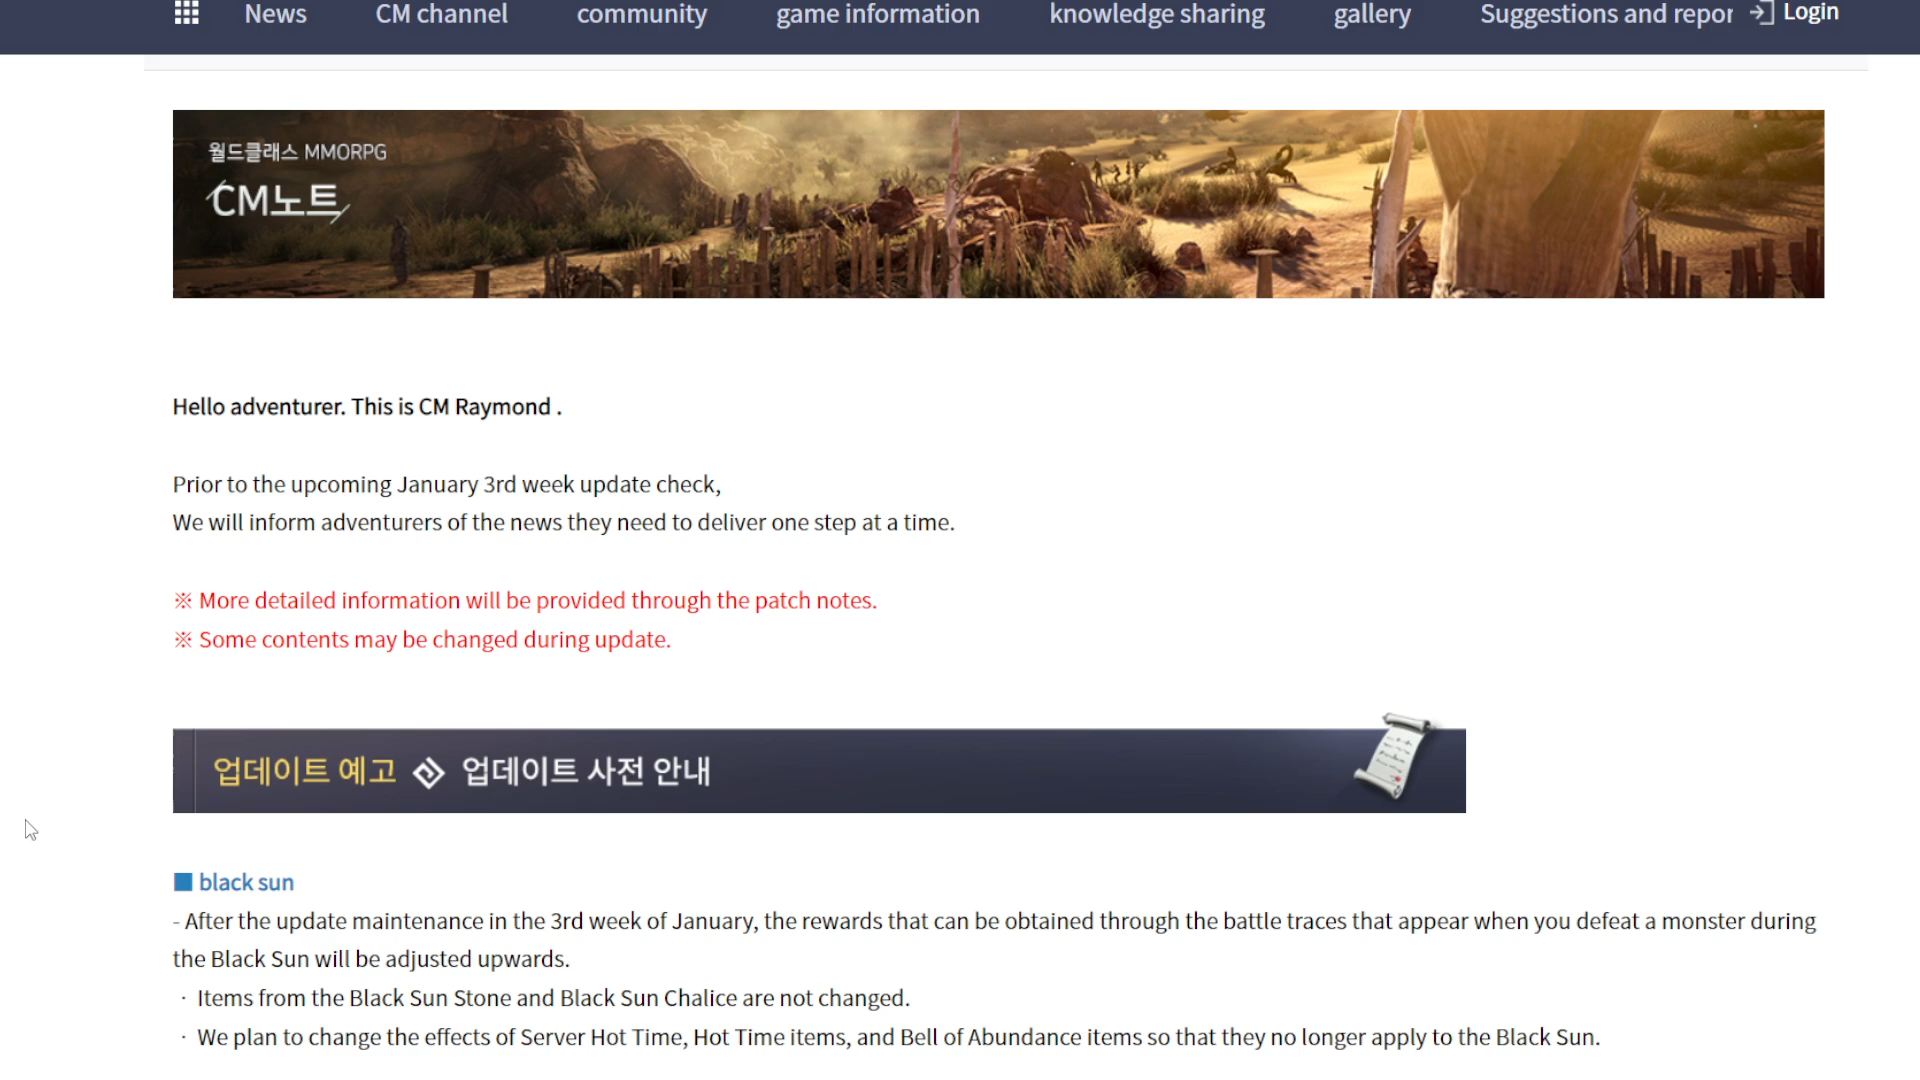 News CM channel community game information knowledge sharing gallery Suggestions and repor Login
월드클래스 MMORPG
CM노트
Hello adventurer. This is CM Raymond .
Prior to the upcoming January 3rd week update check,
We will inform adventurers of the news they need to deliver one step at a time.
※ More detailed information will be provided through the patch notes.
※ Some contents may be changed during update.
업데이트 예고 업데이트 사전 안내
■ black sun
- After the update maintenance in the 3rd week of January, the rewards that can be obtained through the battle traces that appear when you defeat a monster during
the Black Sun will be adjusted upwards.
· Items from the Black Sun Stone and Black Sun Chalice are not changed.
· We plan to change the effects of Server Hot Time, Hot Time items, and Bell of Abundance items so that they no longer apply to the Black Sun.